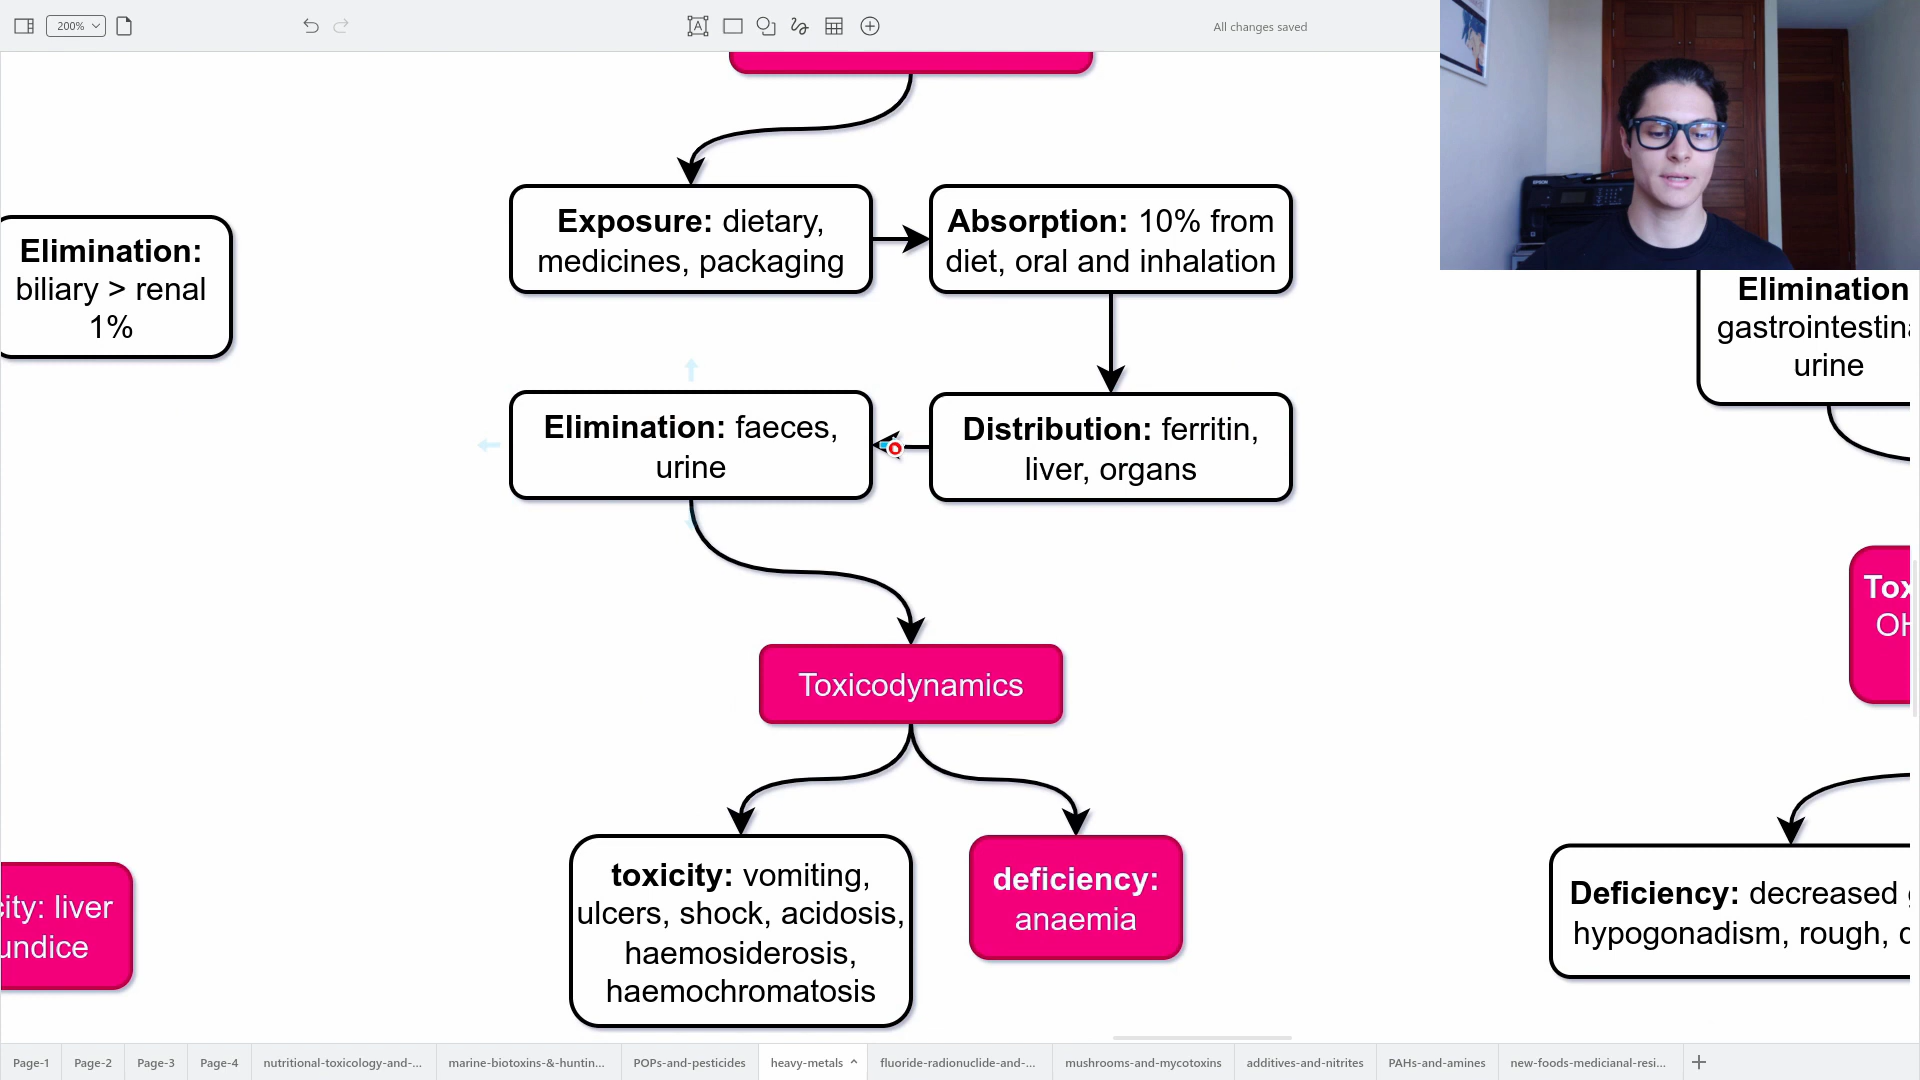 200%
All changes saved
Exposure: dietary,
medicines, packaging
Absorption: 10% from
diet, oral and inhalation
Elimination:
biliary > renal
1%
Elimination
gastrointestina
urine
Elimination: faeces,
urine
Distribution: ferritin,
liver, organs
Tox
OH
Toxicodynamics
toxicity: vomiting,
ulcers, shock, acidosis,
haemosiderosis,
haemochromatosis
deficiency:
anaemia
city: liver
undice
Deficiency: decreased
hypogonadism, rough,
Page-1
Page-2
Page-3
Page-4
nutritional-toxicology-and-...
marine-biotoxins-&-huntin...
POPs-and-pesticides
heavy-metals
fluoride-radionuclide-and-...
mushrooms-and-mycotoxins
additives-and-nitrites
PAHs-and-amines
new-foods-medicianal-resi...